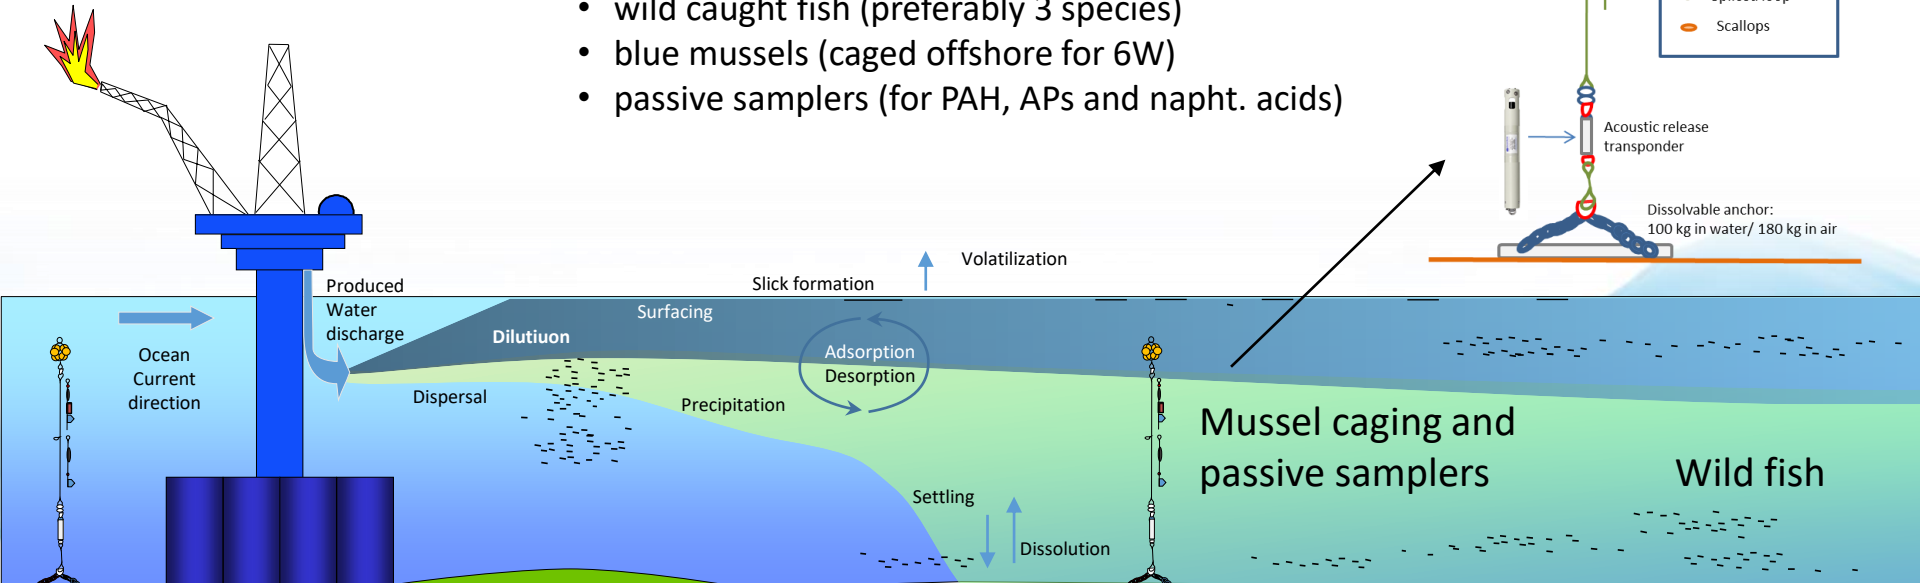 • wild caught fish (preferably 3 species)
• blue mussels (caged offshore for 6W)
• passive samplers (for PAH, APs and napht. acids)
Scallops
Acoustic release
transponder
Dissolvable anchor:
100 kg in water/ 180 kg in air
Volatilization
Slick formation
Produced
Water
discharge
Surfacing
Dilutiuon
Ocean
Current
direction
Adsorption
Desorption
Dispersal
Precipitation
Mussel caging and
passive samplers
Wild fish
Settling
Dissolution